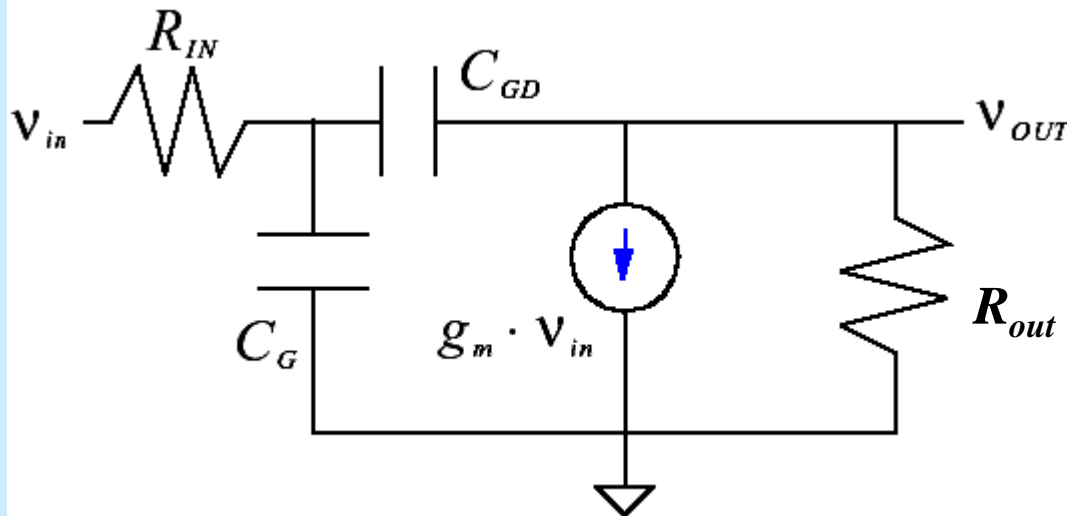 R_IN
C_GD
ν_in
ν_OUT
C_G
g_m · ν_in
R_out